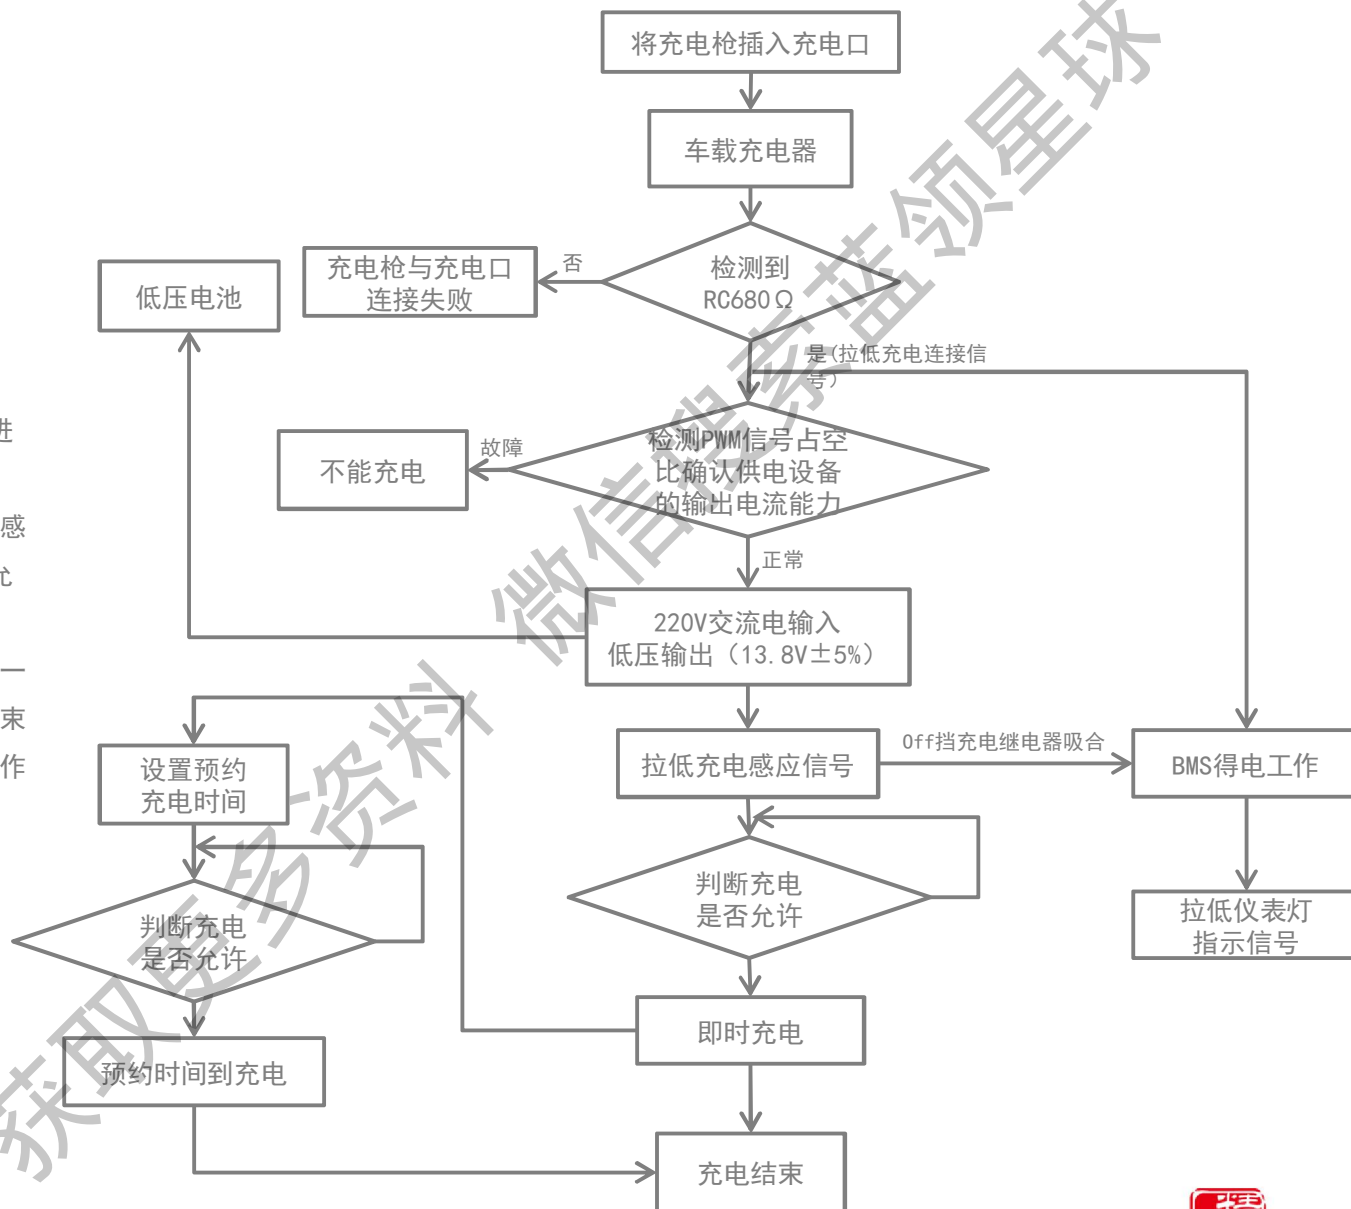 将充电枪插入充电口
车载充电器
检测到
RC680Ω
否
充电枪与充电口
连接失败
低压电池
是(拉低充电连接信
号)
检测PWM信号占空
比确认供电设备
的输出电流能力
故障
不能充电
正常
220V交流电输入
低压输出（13.8V±5%）
拉低充电感应信号
Off挡充电继电器吸合
BMS得电工作
设置预约
充电时间
判断充电
是否允许
判断充电
是否允许
拉低仪表灯
指示信号
即时充电
预约时间到充电
充电结束
感
一
束
作
获取更多资料 微信搜索蓝领星球